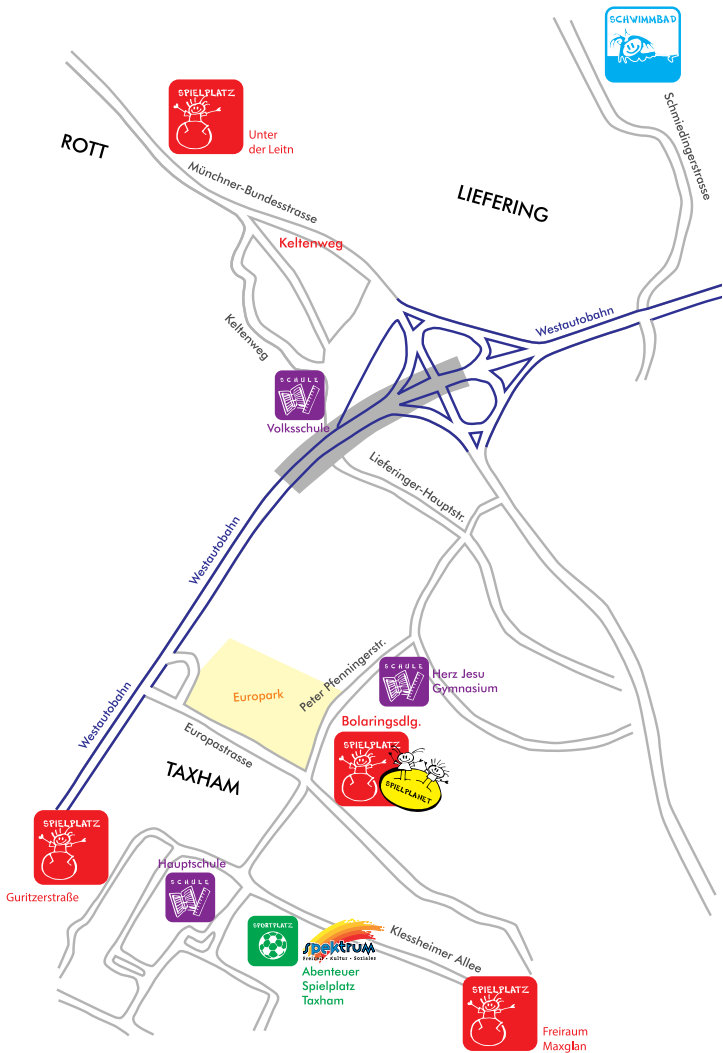 SCHWIMMBAD
SPIELPLATZ
Unter
der Leitn
ROTT
Schmiedingerstrasse
Münchner-Bundesstrasse
LIEFERING
Keltenweg
Keltenweg
Westautobahn
SCHULE
Volksschule
Lieferinger-Hauptstr.
Westautobahn
Peter Pfenningerstr.
SCHULE
Herz Jesu
Gymnasium
Europark
Westautobahn
Bolaringsdlg.
Europastrasse
SPIELPLATZ
SPIELPLANET
TAXHAM
SPIELPLATZ
Guritzerstraße
Hauptschule
SCHULE
SPORTPLATZ
spektrum
Freizeit • Kultur • Soziales
Klessheimer Allee
Abenteuer
Spielplatz
Taxham
SPIELPLATZ
Freiraum
Maxglan